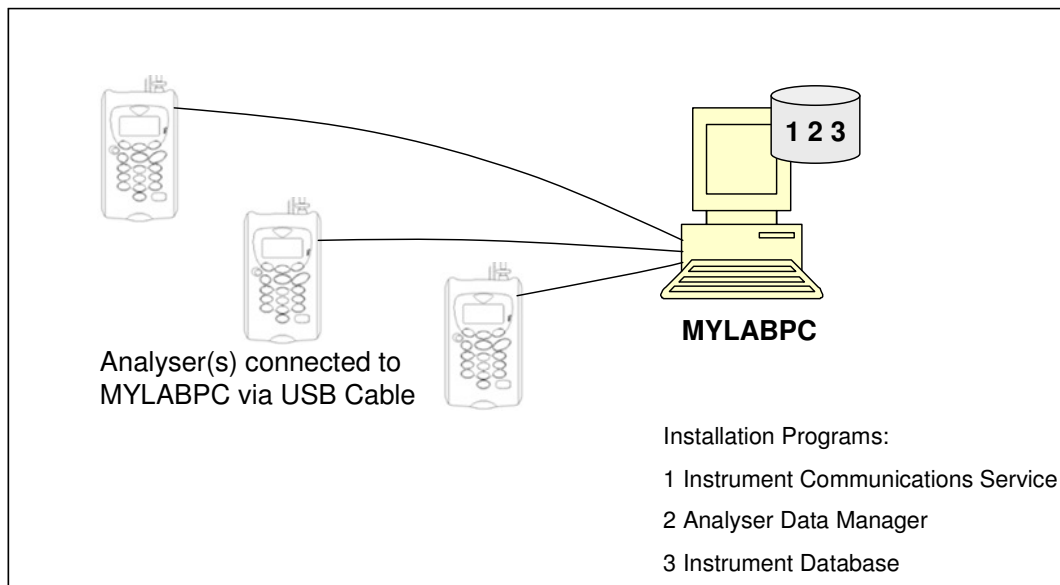 1 2 3
MYLABPC
Analyser(s) connected to
MYLABPC via USB Cable
Installation Programs:
1 Instrument Communications Service
2 Analyser Data Manager
3 Instrument Database